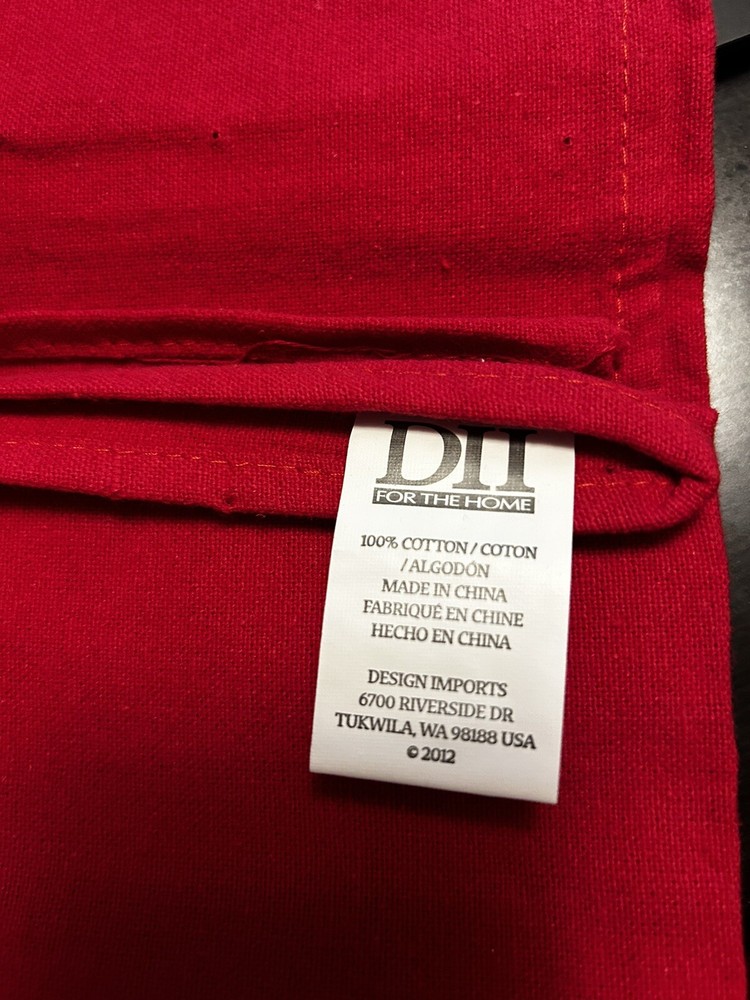 DII
FOR THE HOME
100% COTTON / COTON
/ ALGODÓN
MADE IN CHINA
FABRIQUÉ EN CHINE
HECHO EN CHINA
DESIGN IMPORTS
6700 RIVERSIDE DR
TUKWILA, WA 98188 USA
© 2012